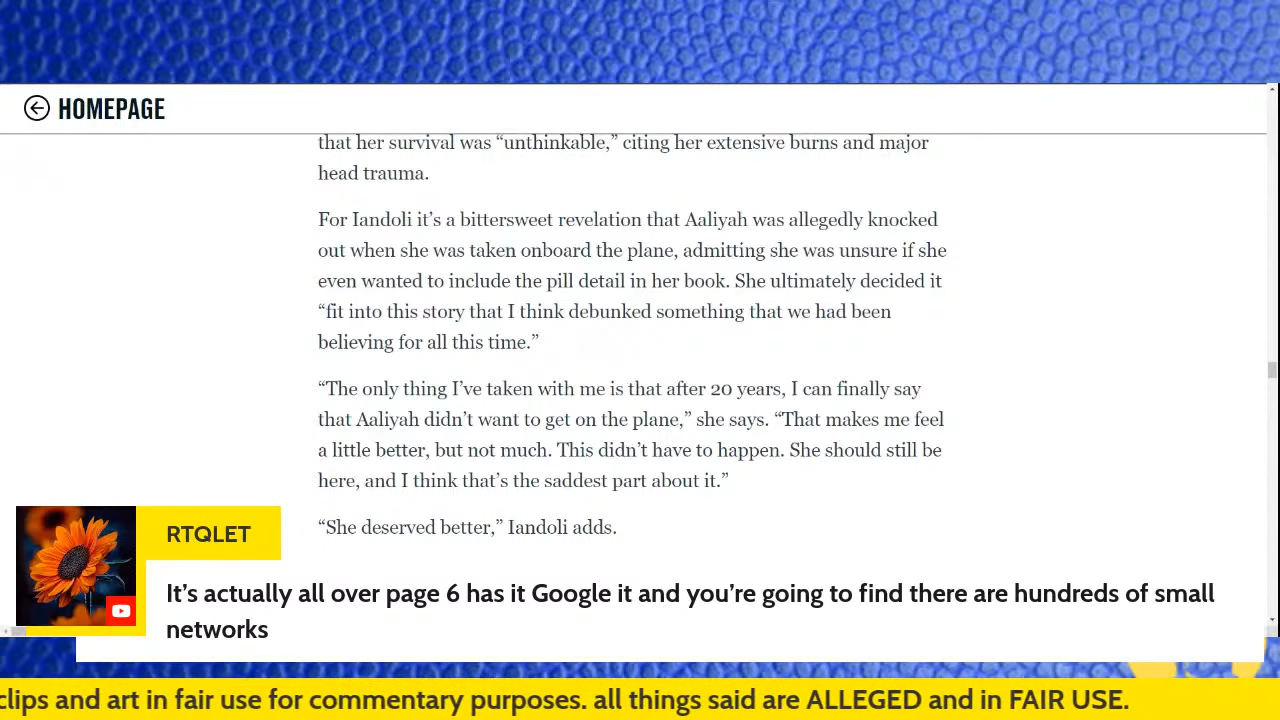 HOMEPAGE
that her survival was “unthinkable,” citing her extensive burns and major
head trauma.
For Iandoli it’s a bittersweet revelation that Aaliyah was allegedly knocked
out when she was taken onboard the plane, admitting she was unsure if she
even wanted to include the pill detail in her book. She ultimately decided it
“fit into this story that I think debunked something that we had been
believing for all this time.”
“The only thing I’ve taken with me is that after 20 years, I can finally say
that Aaliyah didn’t want to get on the plane,” she says. “That makes me feel
a little better, but not much. This didn’t have to happen. She should still be
here, and I think that’s the saddest part about it.”
“She deserved better,” Iandoli adds.
RTQLET
It’s actually all over page 6 has it Google it and you’re going to find there are hundreds of small
networks
clips and art in fair use for commentary purposes. all things said are ALLEGED and in FAIR USE.